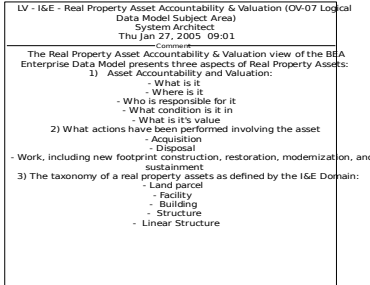 LV - I&E - Real Property Asset Accountability & Valuation (OV-07 Logical
Data Model Subject Area)
System Architect
Thu Jan 27, 2005  09:01
Comment
The Real Property Asset Accountability & Valuation view of the BEA
Enterprise Data Model presents three aspects of Real Property Assets:
1)   Asset Accountability and Valuation:
- What is it
- Where is it
- Who is responsible for it
- What condition is it in
- What is it's value
2) What actions have been performed involving the asset
- Acquisition
- Disposal
- Work, including new footprint construction, restoration, modernization, and
sustainment
3) The taxonomy of a real property assets as defined by the I&E Domain:
- Land parcel
- Facility
-  Building
-  Structure
-  Linear Structure